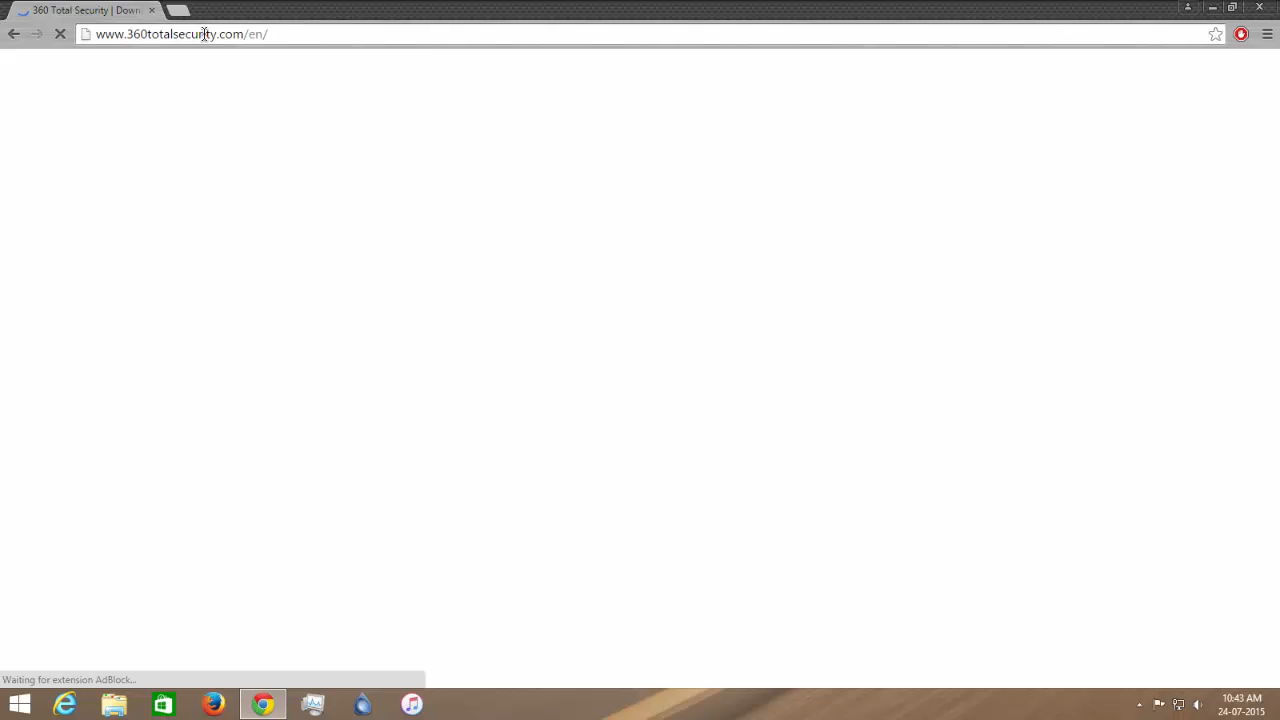 360 Total Security | Down
www.360totalsecurity.com/en/
Waiting for extension AdBlock...
10:43 AM
24-07-2015